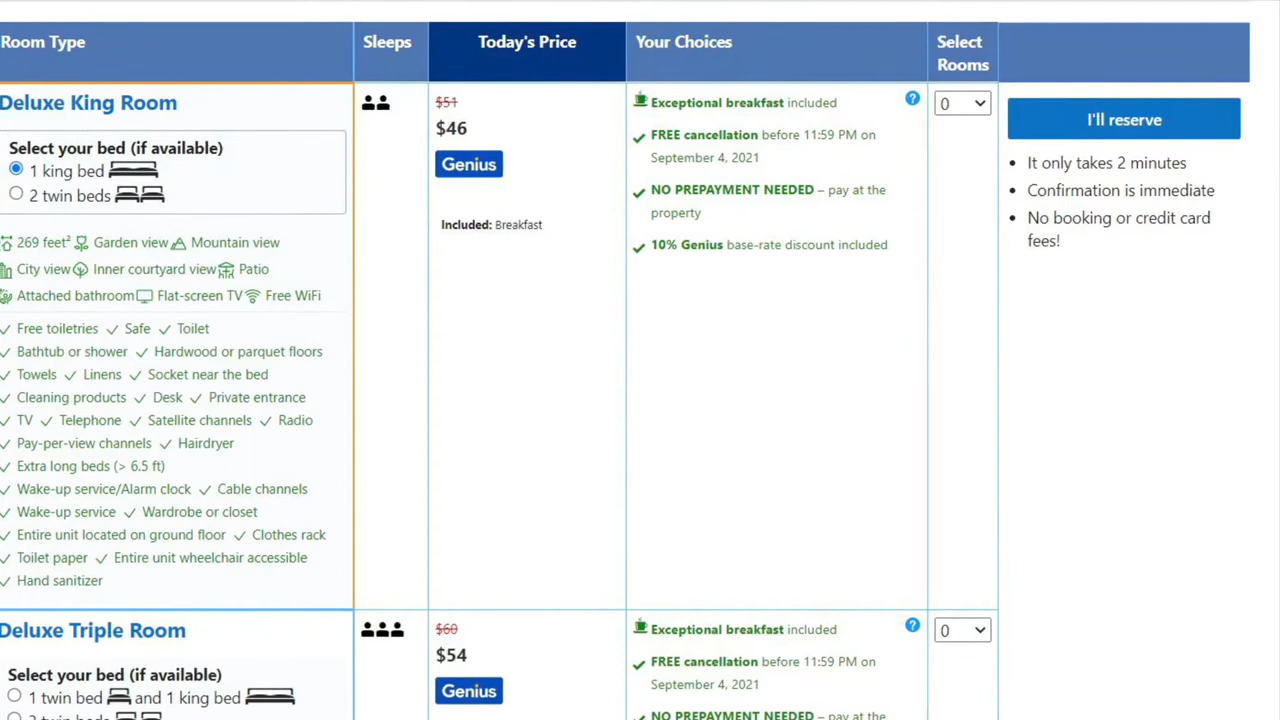 Room Type
Sleeps
Today's Price
Your Choices
Select
Rooms
Deluxe King Room
Select your bed (if available)
1 king bed
2 twin beds
269 feet² Garden view Mountain view
City view Inner courtyard view Patio
Attached bathroom Flat-screen TV Free WiFi
Free toiletries Safe Toilet
Bathtub or shower Hardwood or parquet floors
Towels Linens Socket near the bed
Cleaning products Desk Private entrance
TV Telephone Satellite channels Radio
Pay-per-view channels Hairdryer
Extra long beds (> 6.5 ft)
Wake-up service/Alarm clock Cable channels
Wake-up service Wardrobe or closet
Entire unit located on ground floor Clothes rack
Toilet paper Entire unit wheelchair accessible
Hand sanitizer
$51
$46
Genius
Included: Breakfast
Exceptional breakfast included ?
FREE cancellation before 11:59 PM on
September 4, 2021
NO PREPAYMENT NEEDED – pay at the
property
10% Genius base-rate discount included
0
I'll reserve
• It only takes 2 minutes
• Confirmation is immediate
• No booking or credit card
fees!
Deluxe Triple Room
Select your bed (if available)
1 twin bed and 1 king bed
$60
$54
Genius
Exceptional breakfast included ?
FREE cancellation before 11:59 PM on
September 4, 2021
NO PREPAYMENT NEEDED – pay at the
0